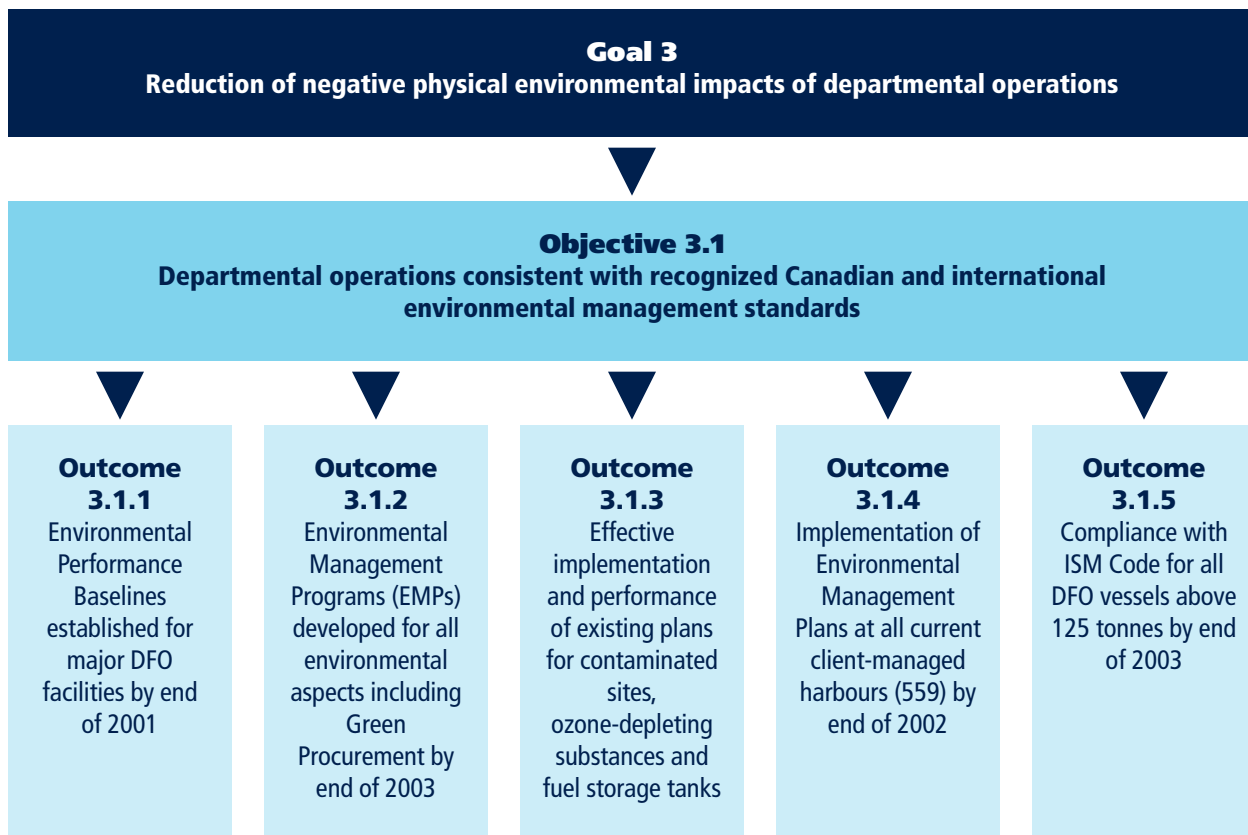 Goal 3
Reduction of negative physical environmental impacts of departmental operations
Objective 3.1
Departmental operations consistent with recognized Canadian and international
environmental management standards
Outcome
3.1.1
Environmental
Performance
Baselines
established for
major DFO
facilities by end
of 2001
Outcome
3.1.2
Environmental
Management
Programs (EMPs)
developed for all
environmental
aspects including
Green
Procurement by
end of 2003
Outcome
3.1.3
Effective
implementation
and performance
of existing plans
for contaminated
sites,
ozone-depleting
substances and
fuel storage tanks
Outcome
3.1.4
Implementation of
Environmental
Management
Plans at all current
client-managed
harbours (559) by
end of 2002
Outcome
3.1.5
Compliance with
ISM Code for all
DFO vessels above
125 tonnes by end
of 2003